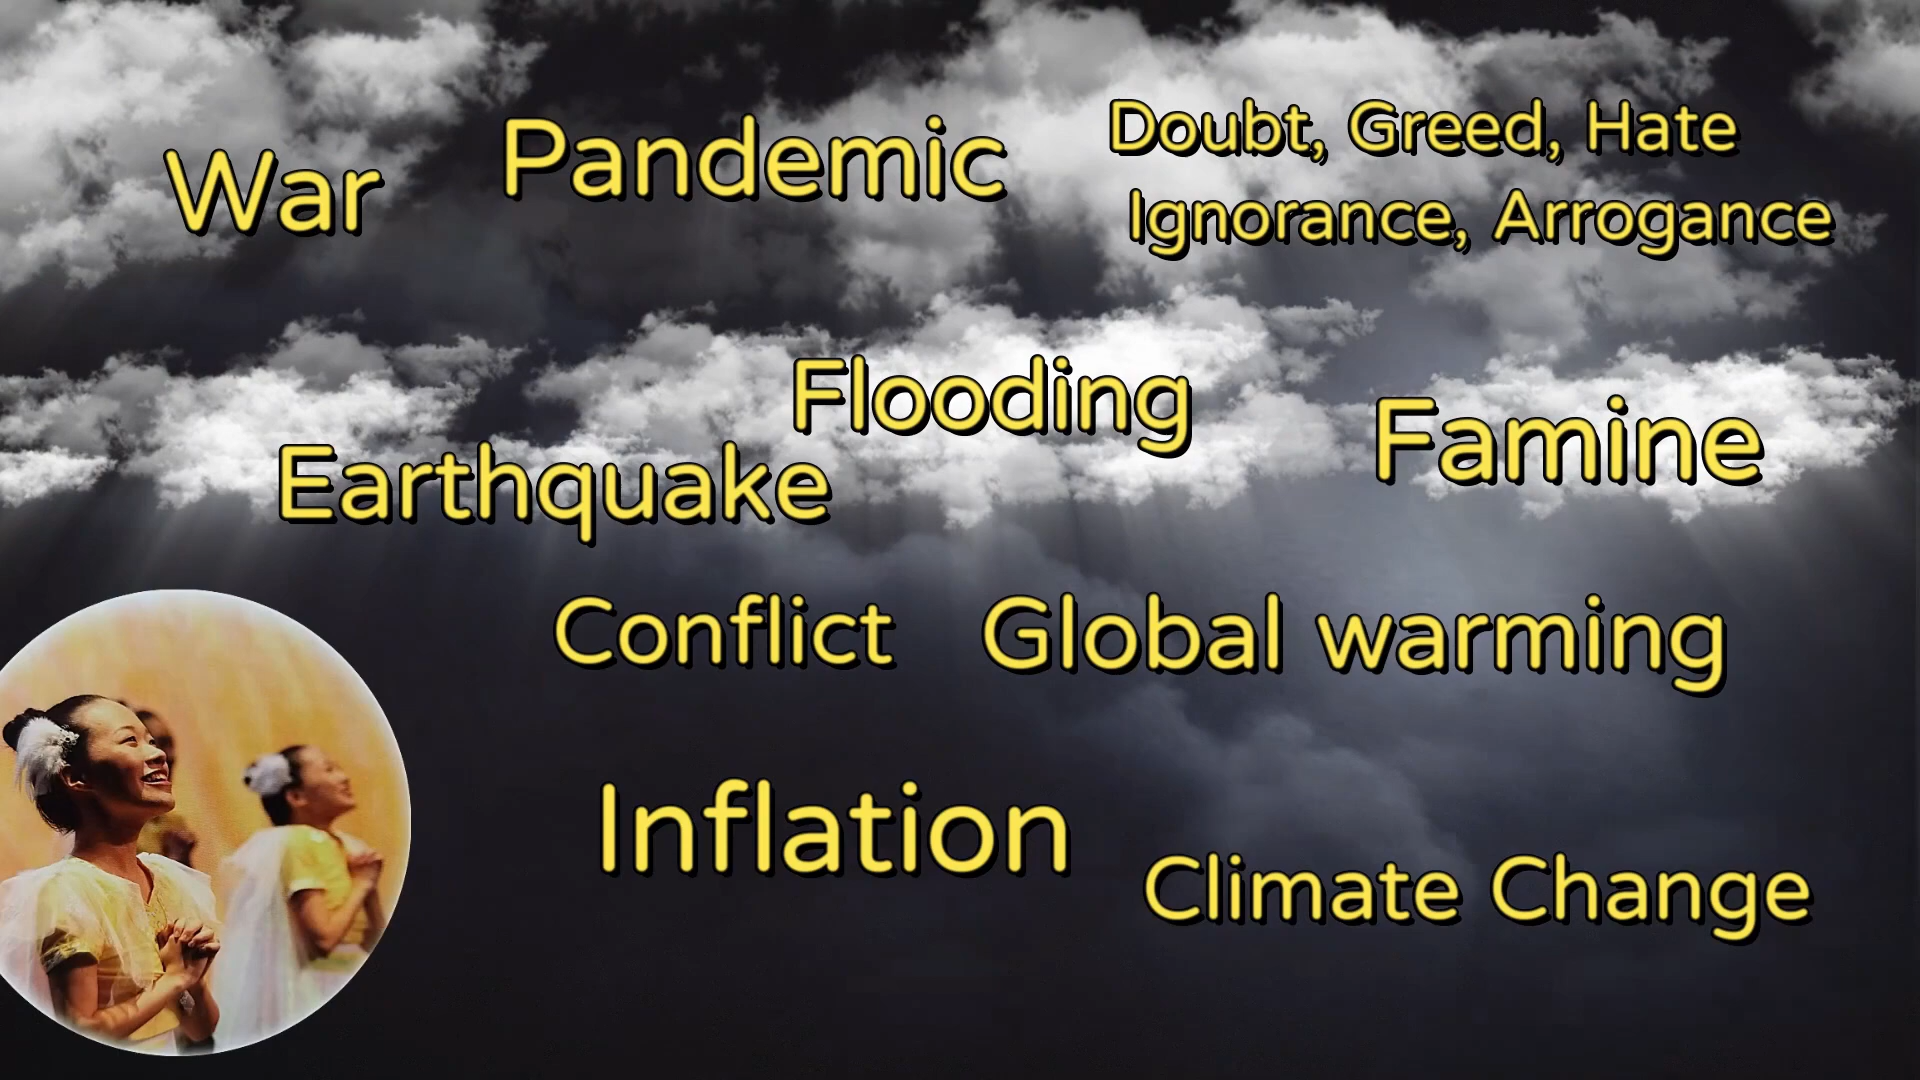 War
Pandemic
Doubt, Greed, Hate
Ignorance, Arrogance
Flooding
Famine
Earthquake
Conflict
Global warming
Inflation
Climate Change